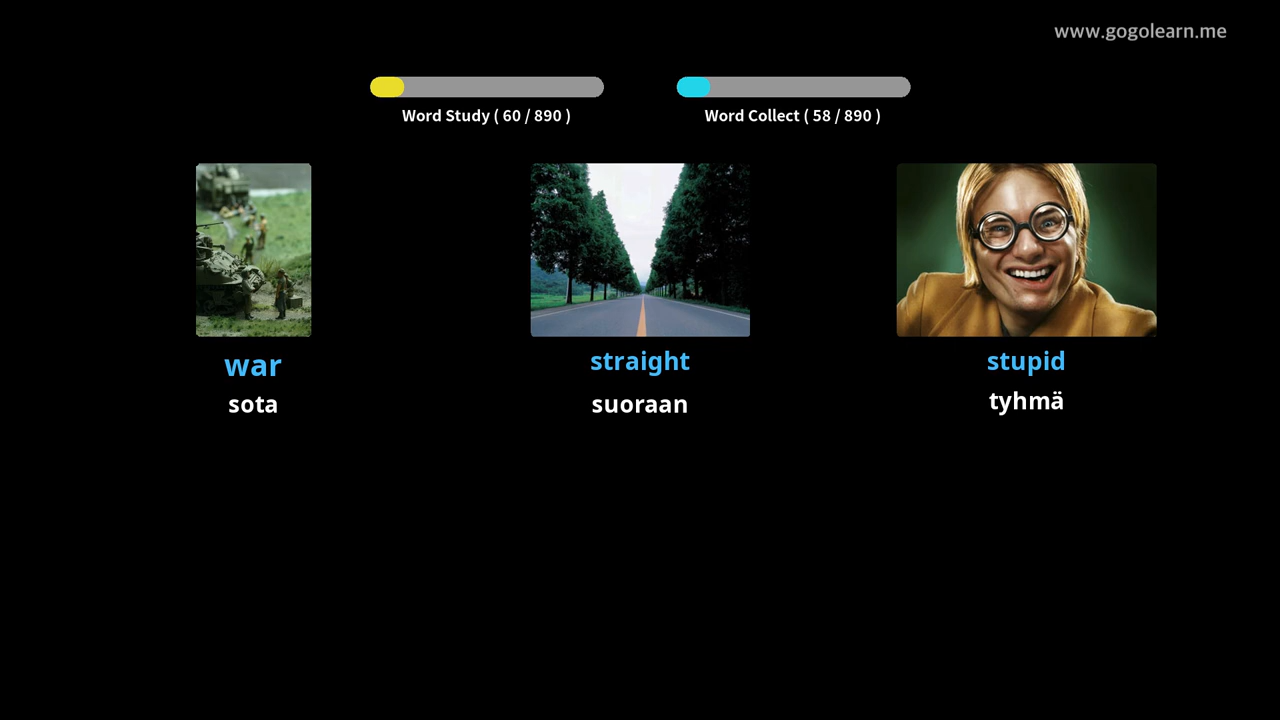 www.gogolearn.me
Word Study ( 60 / 890 )
Word Collect ( 58 / 890 )
war
sota
straight
suoraan
stupid
tyhmä